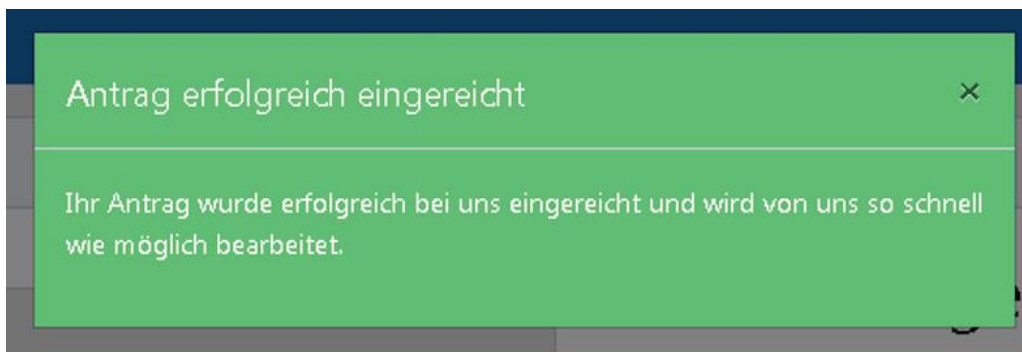 Antrag erfolgreich eingereicht
Ihr Antrag wurde erfolgreich bei uns eingereicht und wird von uns so schnell
wie möglich bearbeitet.